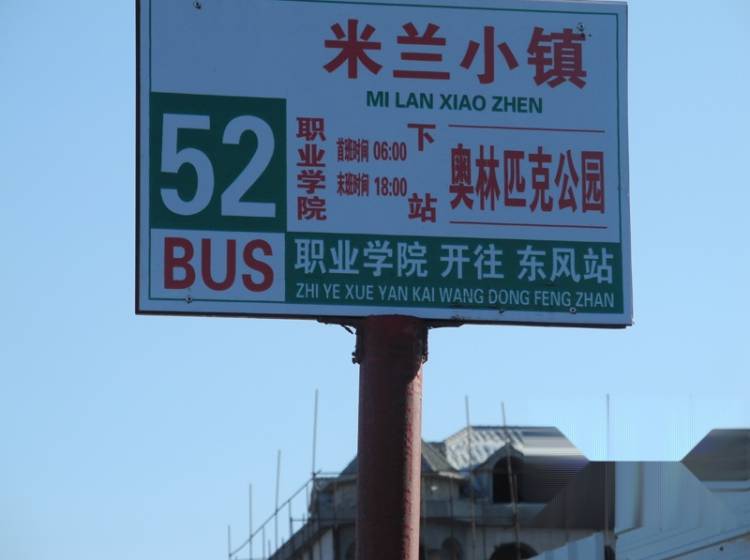 米兰小镇
MI LAN XIAO ZHEN
52
BUS
职业学院
首班时间 06:00
末班时间 18:00
下站
奥林匹克公园
职业学院 开往 东风站
ZHI YE XUE YAN KAI WANG DONG FENG ZHAN